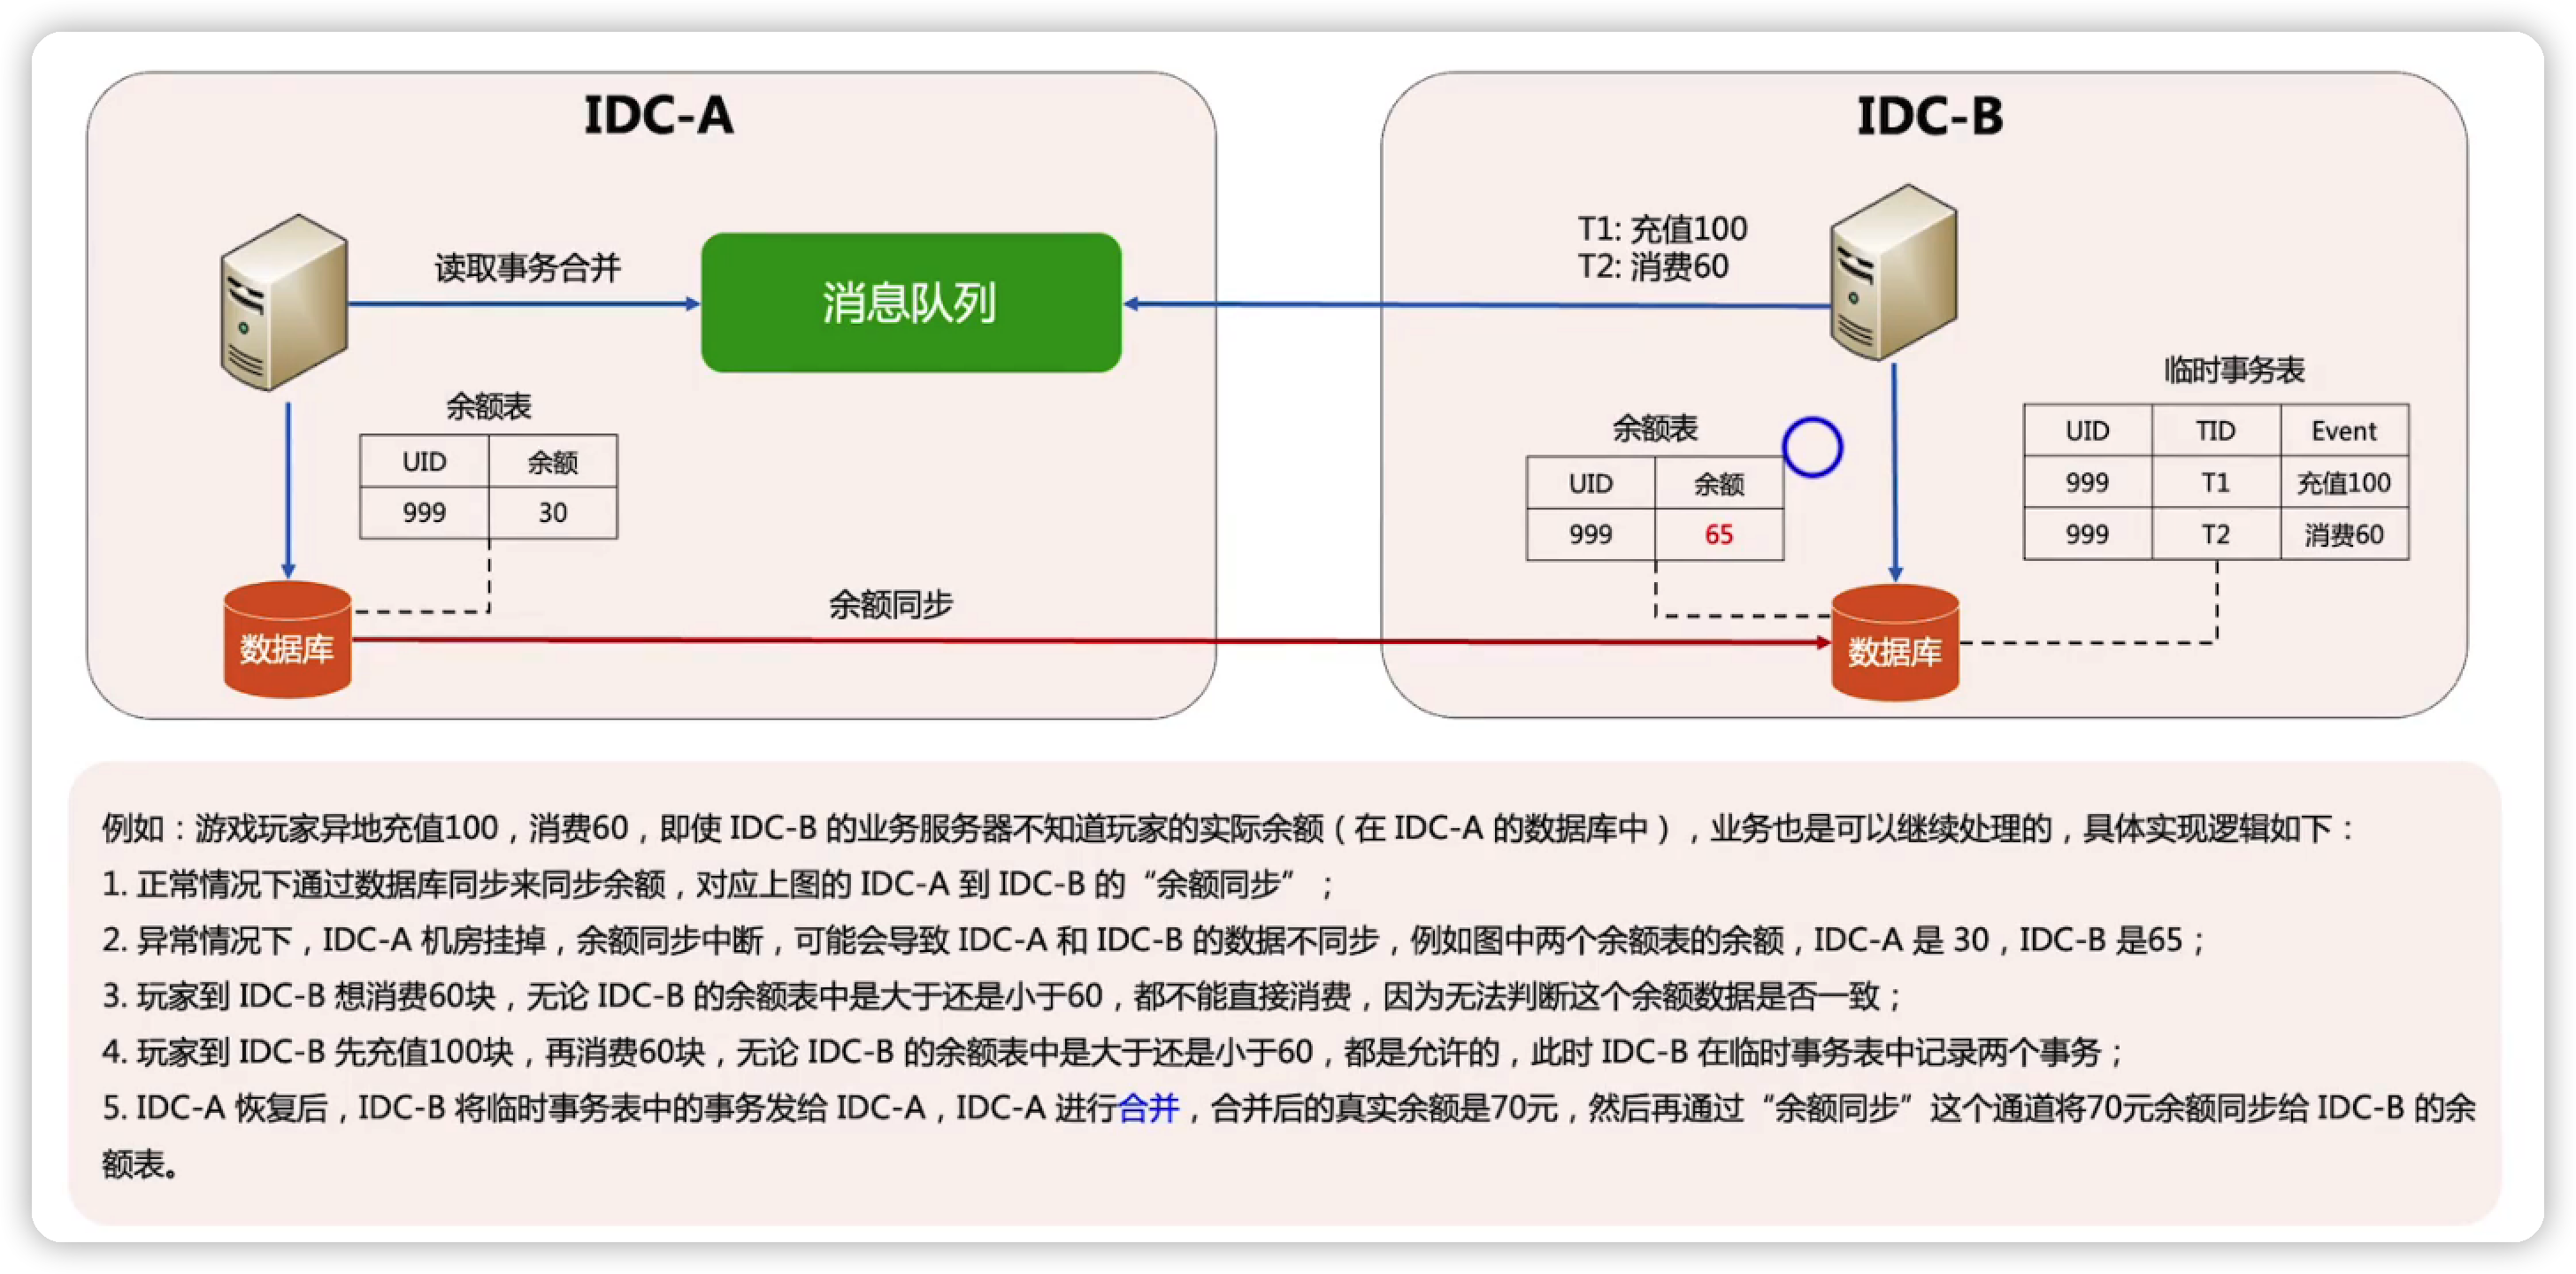 IDC-A
IDC-B
读取事务合并
消息队列
T1: 充值100
T2: 消费60
余额表
UID 余额
999 30
数据库
余额同步
余额表
UID 余额
999 65
临时事务表
UID TID Event
999 T1 充值100
999 T2 消费60
数据库
例如：游戏玩家异地充值100，消费60，即使 IDC-B 的业务服务器不知道玩家的实际余额（在 IDC-A 的数据库中），业务也是可以继续处理的，具体实现逻辑如下：
1. 正常情况下通过数据库同步来同步余额，对应上图的 IDC-A 到 IDC-B 的“余额同步”；
2. 异常情况下，IDC-A 机房挂掉，余额同步中断，可能会导致 IDC-A 和 IDC-B 的数据不同步，例如图中两个余额表的余额，IDC-A 是 30，IDC-B 是65；
3. 玩家到 IDC-B 想消费60块，无论 IDC-B 的余额表中是大于还是小于60，都不能直接消费，因为无法判断这个余额数据是否一致；
4. 玩家到 IDC-B 先充值100块，再消费60块，无论 IDC-B 的余额表中是大于还是小于60，都是允许的，此时 IDC-B 在临时事务表中记录两个事务；
5. IDC-A 恢复后，IDC-B 将临时事务表中的事务发给 IDC-A，IDC-A 进行合并，合并后的真实余额是70元，然后再通过“余额同步”这个通道将70元余额同步给 IDC-B 的余
额表。